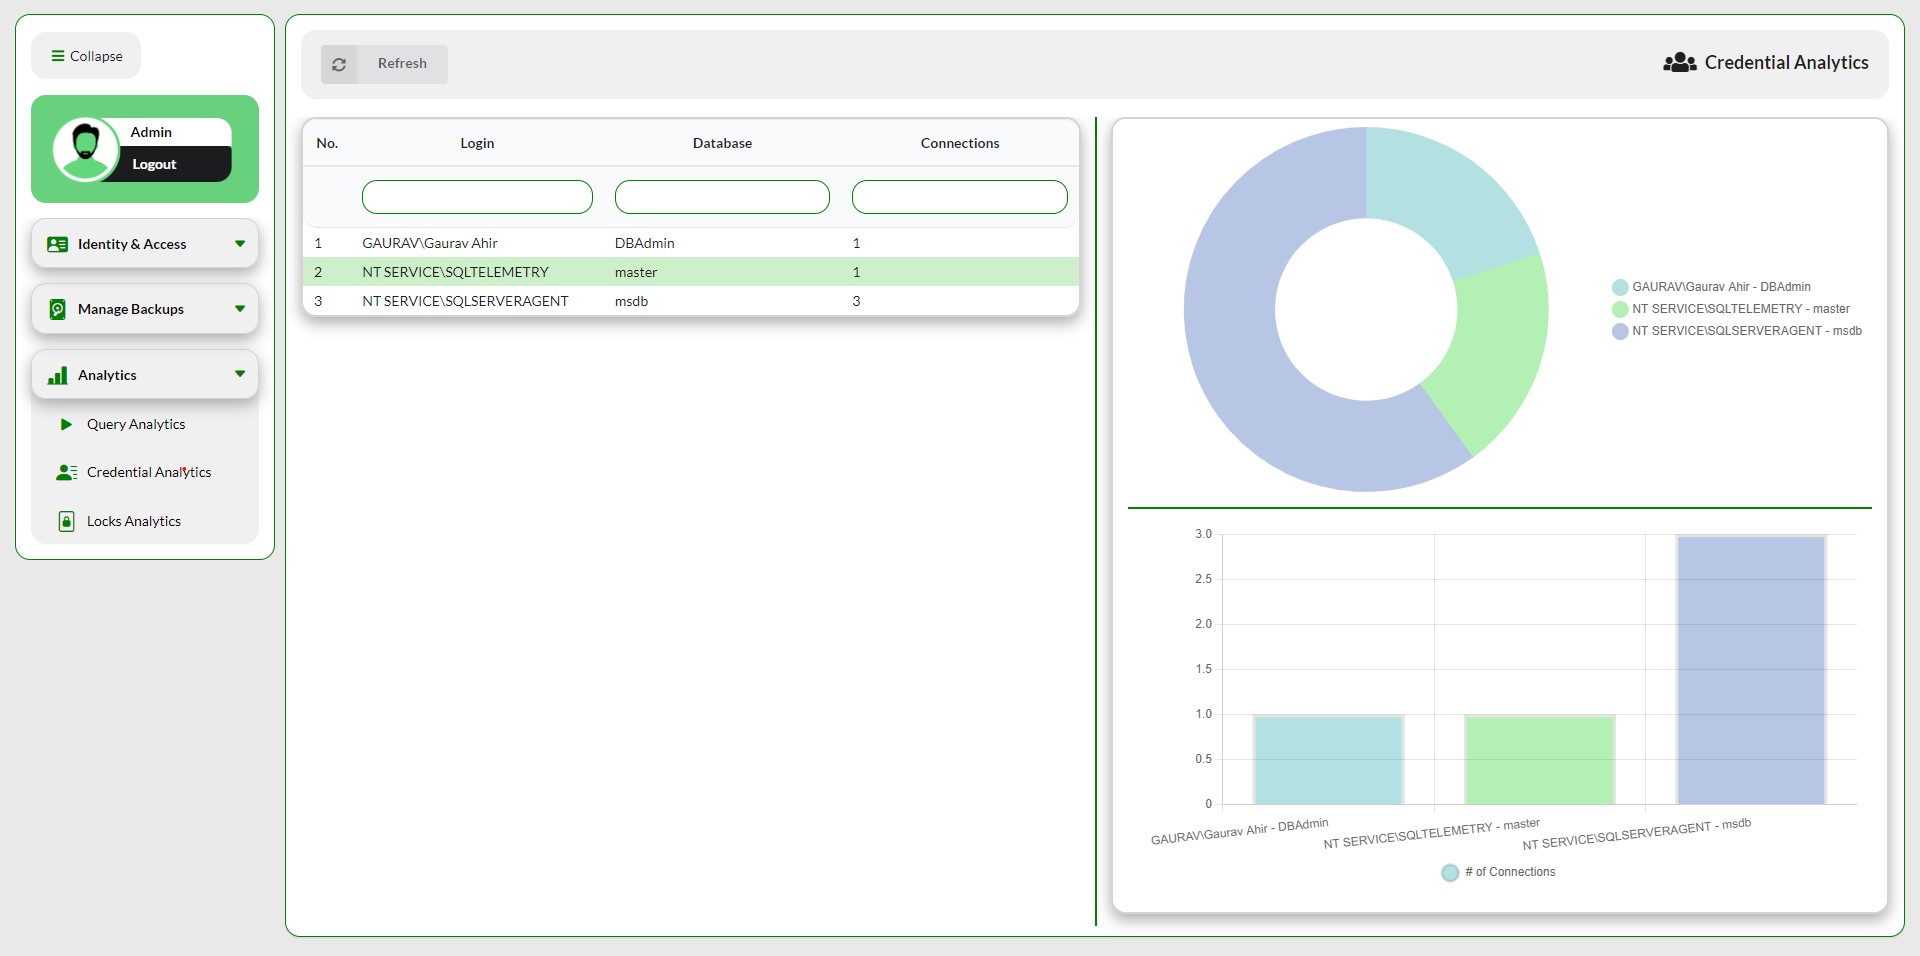 Collapse
Admin
Logout
Identity & Access
Manage Backups
Analytics
Query Analytics
Credential Analytics
Locks Analytics
Refresh
Credential Analytics
No. Login Database Connections
1 GAURAV\Gaurav Ahir DBAdmin 1
2 NT SERVICE\SQLTELEMETRY master 1
3 NT SERVICE\SQLSERVERAGENT msdb 3
GAURAV\Gaurav Ahir - DBAdmin
NT SERVICE\SQLTELEMETRY - master
NT SERVICE\SQLSERVERAGENT - msdb
3.0
2.5
2.0
1.5
1.0
0.5
0
GAURAV\Gaurav Ahir - DBAdmin
NT SERVICE\SQLTELEMETRY - master
NT SERVICE\SQLSERVERAGENT - msdb
# of Connections